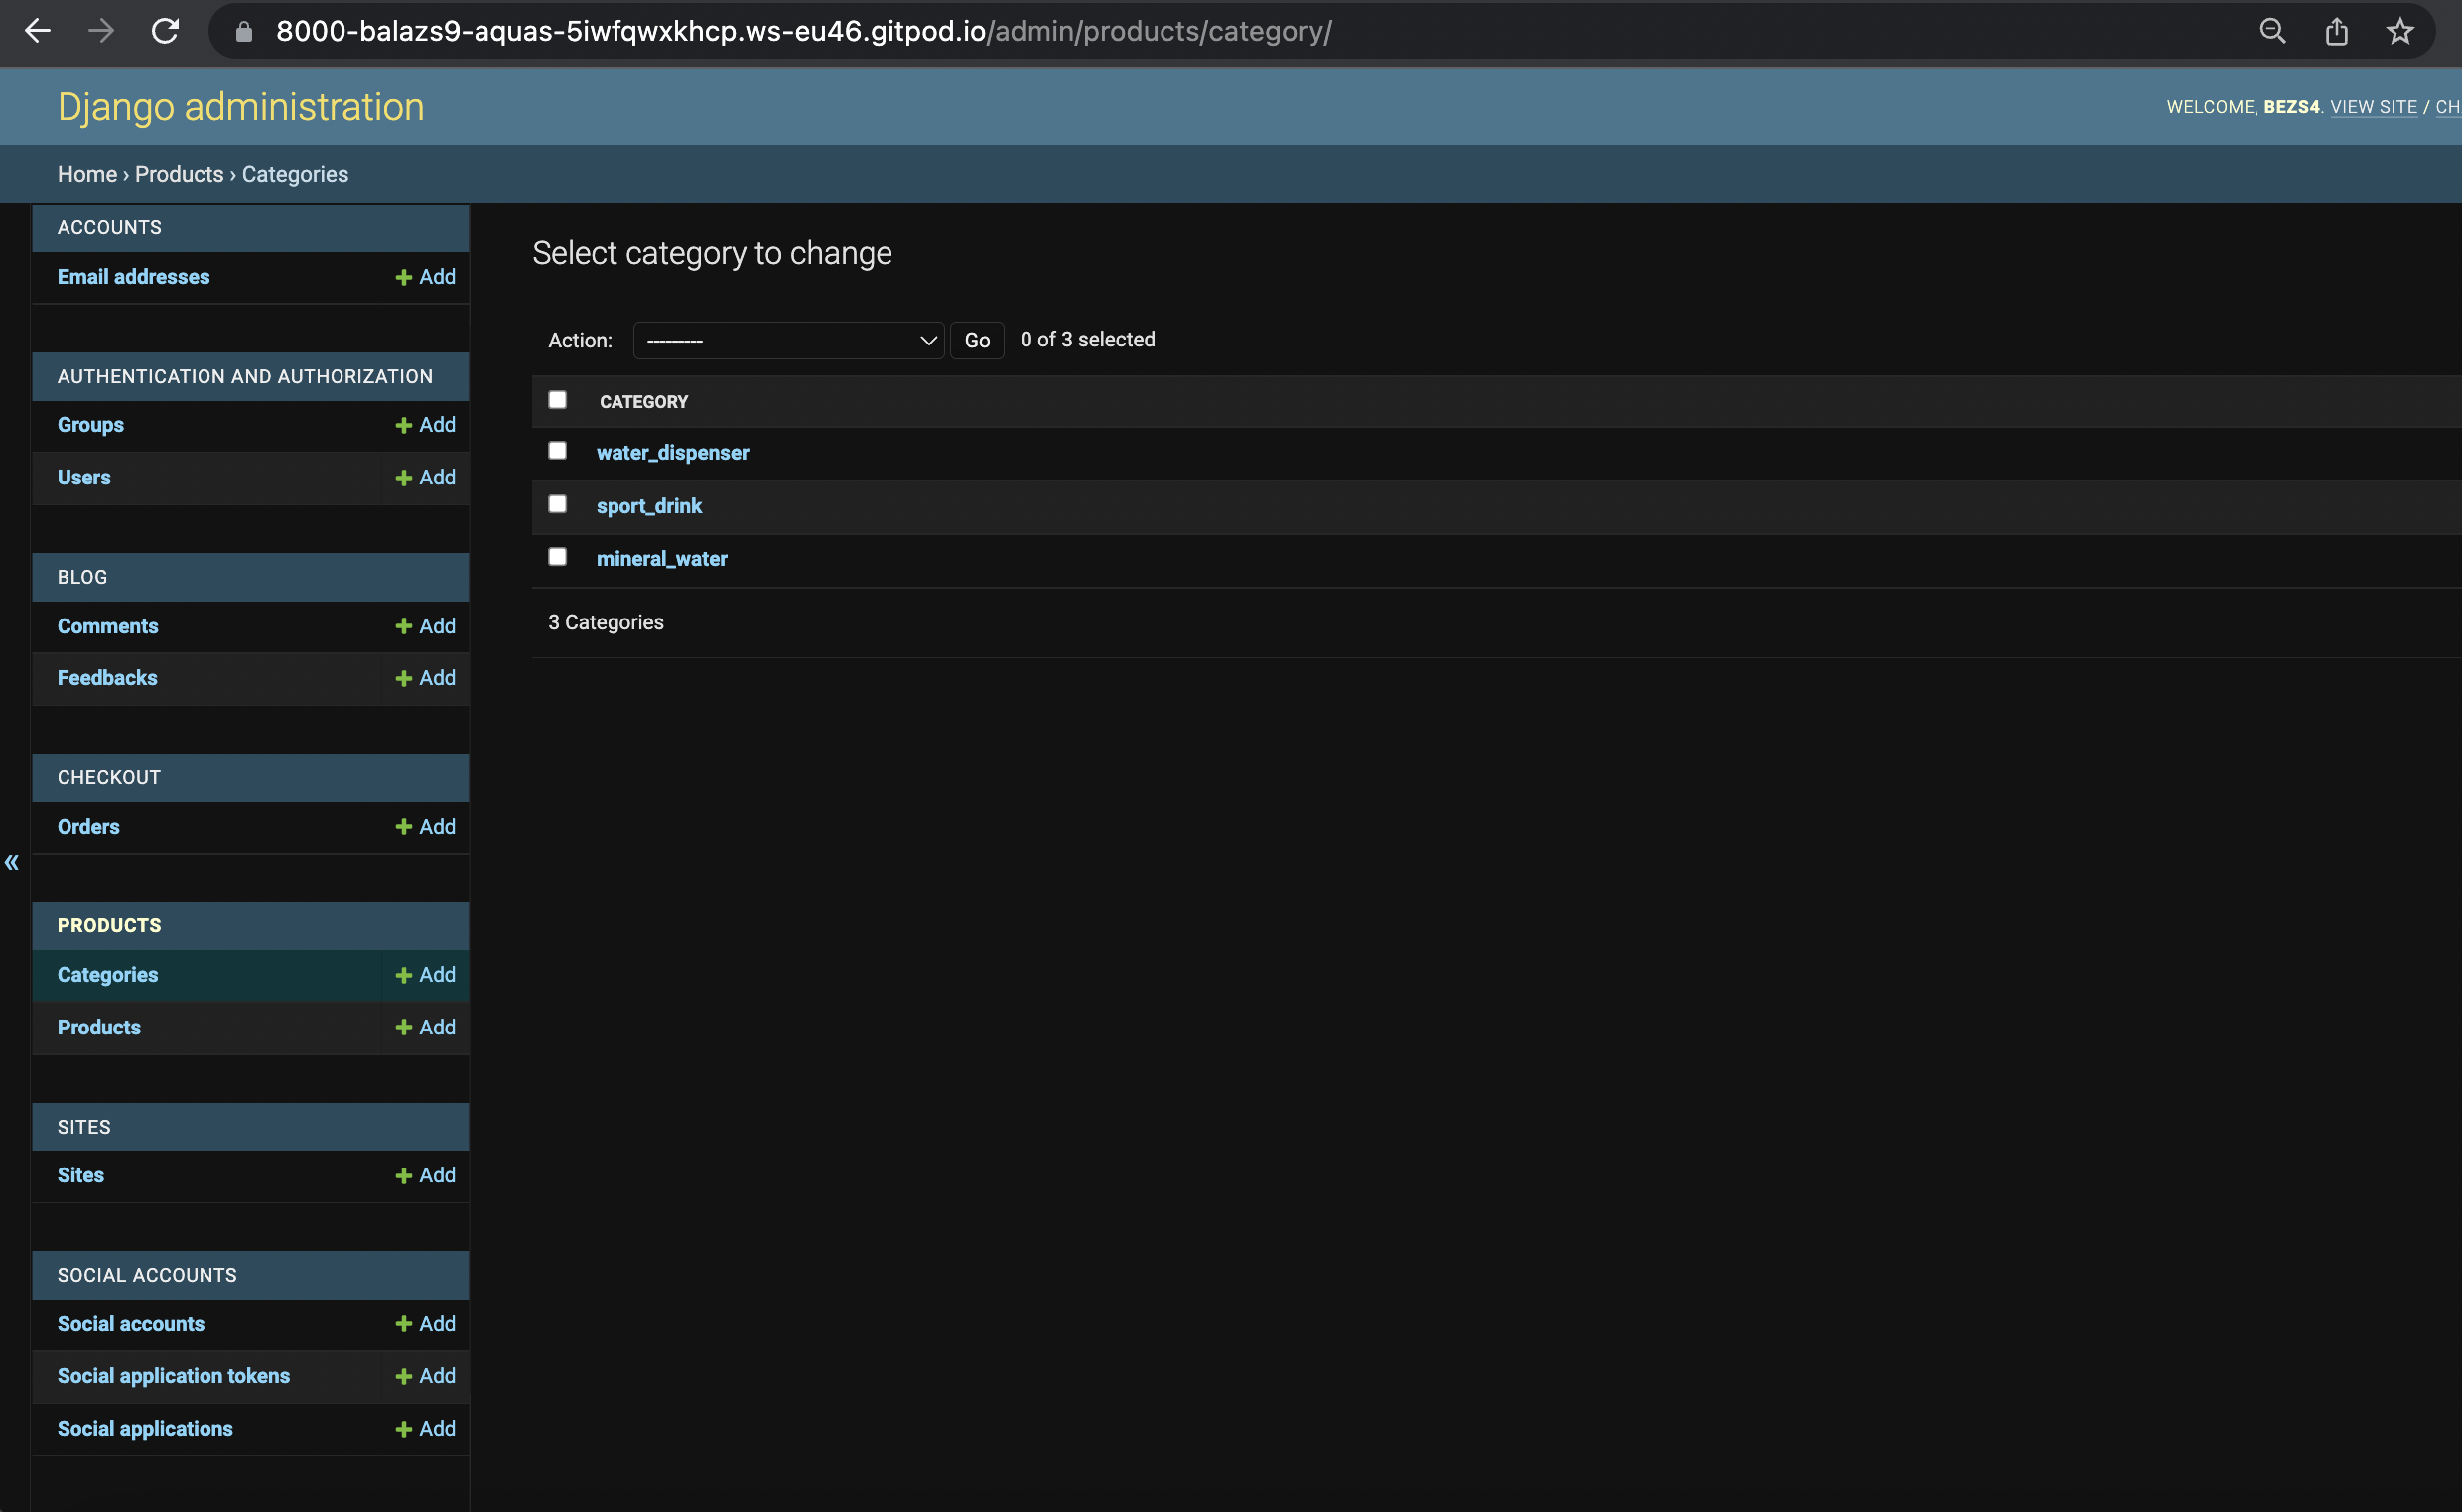 8000-balazs9-aquas-5iwfqwxkhcp.ws-eu46.gitpod.io/admin/products/category/
Django administration
WELCOME, BEZS4. VIEW SITE / CH
Home › Products › Categories
ACCOUNTS
Email addresses + Add
AUTHENTICATION AND AUTHORIZATION
Groups + Add
Users + Add
BLOG
Comments + Add
Feedbacks + Add
CHECKOUT
Orders + Add
«
PRODUCTS
Categories + Add
Products + Add
SITES
Sites + Add
SOCIAL ACCOUNTS
Social accounts + Add
Social application tokens + Add
Social applications + Add
Select category to change
Action: --------- Go 0 of 3 selected
CATEGORY
water_dispenser
sport_drink
mineral_water
3 Categories